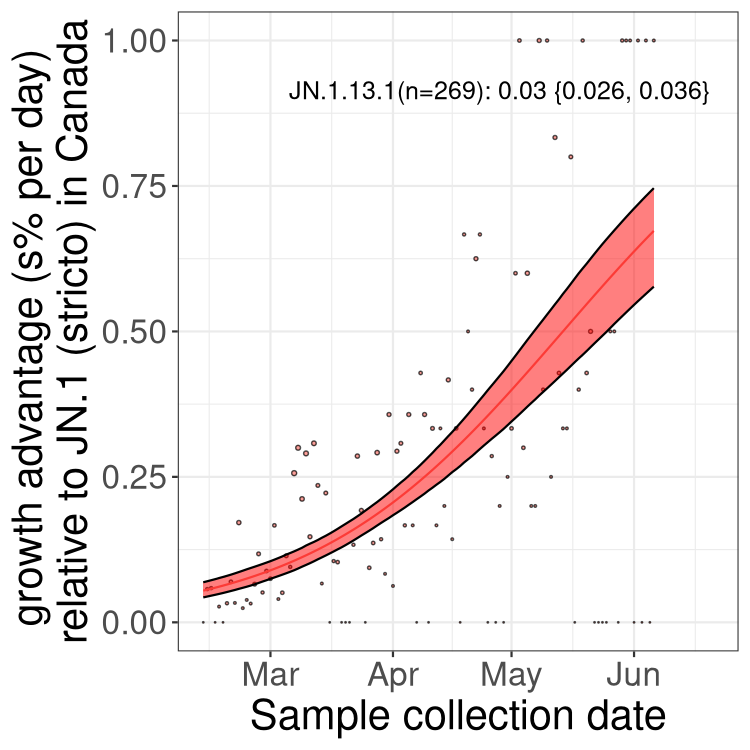 growth advantage (s% per day)
relative to JN.1 (stricto) in Canada
1.00
0.75
0.50
0.25
0.00
JN.1.13.1(n=269): 0.03 {0.026, 0.036}
Mar Apr May Jun
Sample collection date